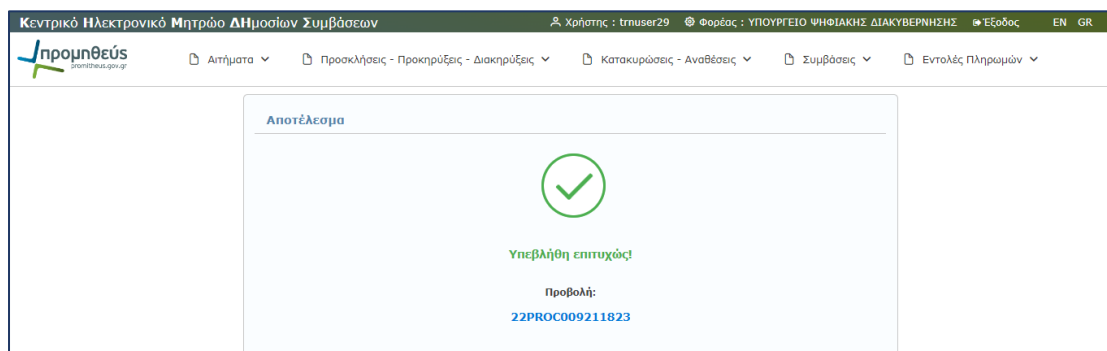 Κεντρικό Ηλεκτρονικό Μητρώο ΔΗμοσίων Συμβάσεων Χρήστης : trnuser29 Φορέας : ΥΠΟΥΡΓΕΙΟ ΨΗΦΙΑΚΗΣ ΔΙΑΚΥΒΕΡΝΗΣΗΣ Έξοδος EN GR
προμηθεύs Αιτήματα Προσκλήσεις - Προκηρύξεις - Διακηρύξεις Κατακυρώσεις - Αναθέσεις Συμβάσεις Εντολές Πληρωμών
promitheus.gov.gr
Αποτέλεσμα
Υπεβλήθη επιτυχώς!
Προβολή:
22PROC009211823